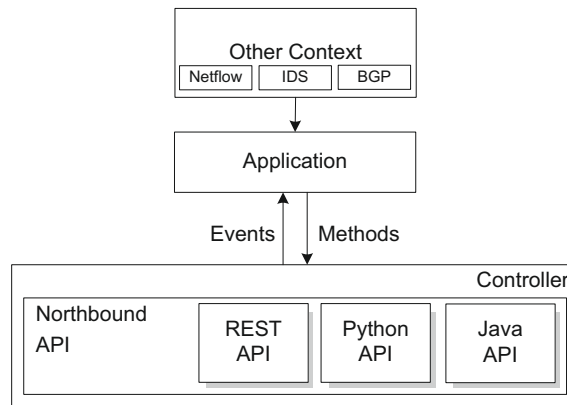 Other Context
Netflow
IDS
BGP
Application
Events
Methods
Controller
Northbound
API
REST
API
Python
API
Java
API